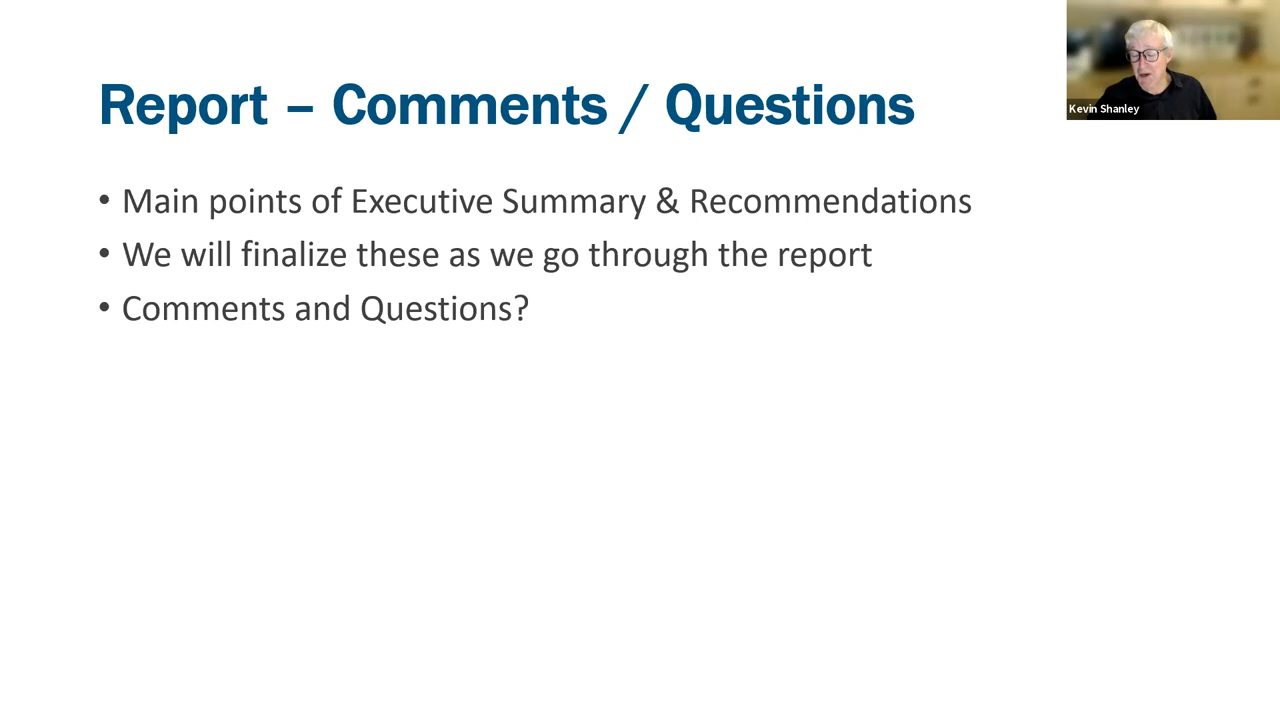 Report – Comments / Questions
Kevin Shanley
• Main points of Executive Summary & Recommendations
• We will finalize these as we go through the report
• Comments and Questions?